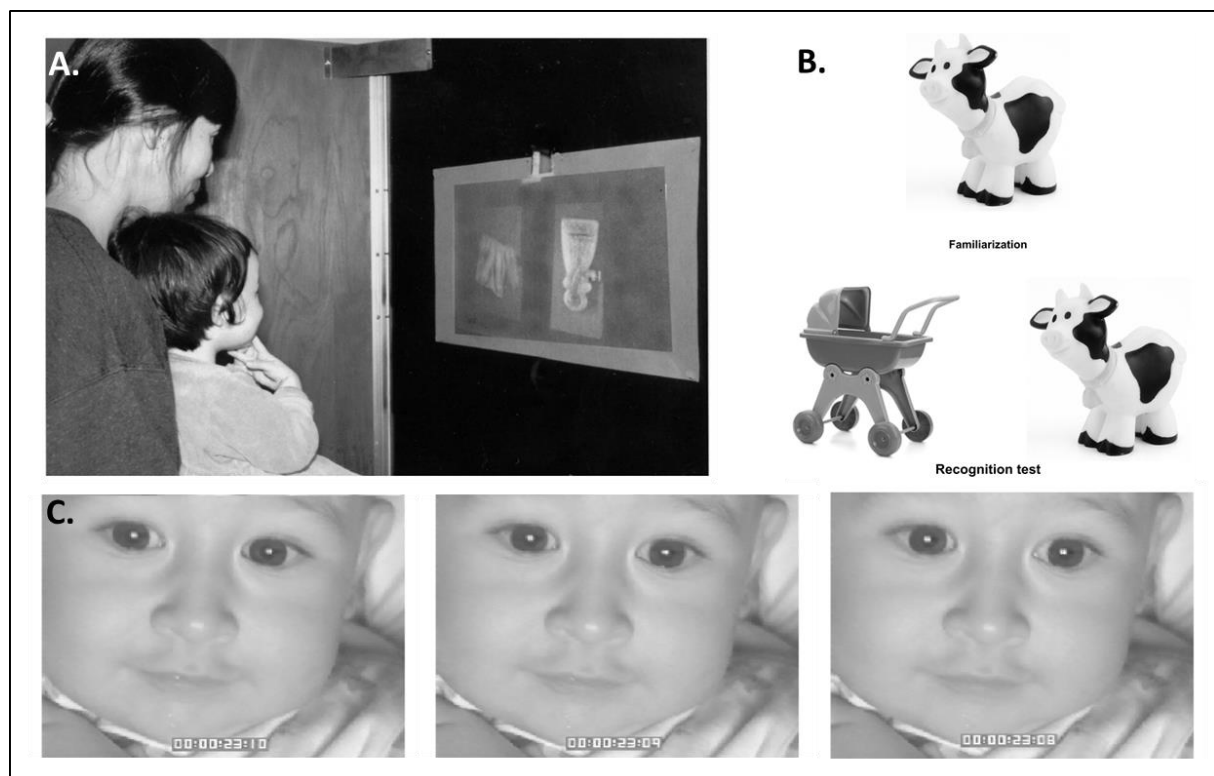 A.
B.
Familiarization
Recognition test
C.
00:00:23:10
00:00:23:09
00:00:23:08